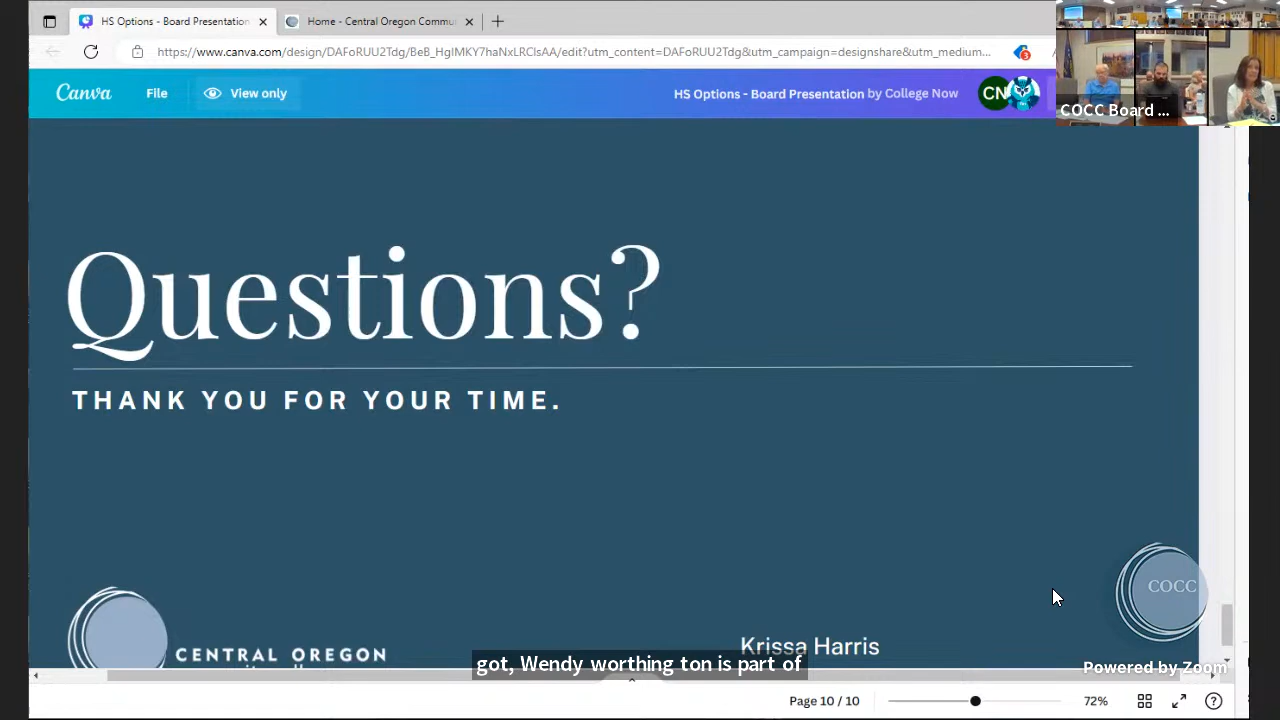 HS Options - Board Presentation
Home - Central Oregon Commu
https://www.canva.com/design/DAFoRUU2Tdg/BeB_HgIMKY7haNxLRCIsAA/edit?utm_content=DAFoRUU2Tdg&utm_campaign=designshare&utm_medium...
3
Canva
File
View only
HS Options - Board Presentation by College Now
CN
COCC Board ...
Questions?
THANK YOU FOR YOUR TIME.
COCC
CENTRAL OREGON
Krissa Harris
got, Wendy worthing ton is part of
Powered by Zoom
Page 10 / 10
72%